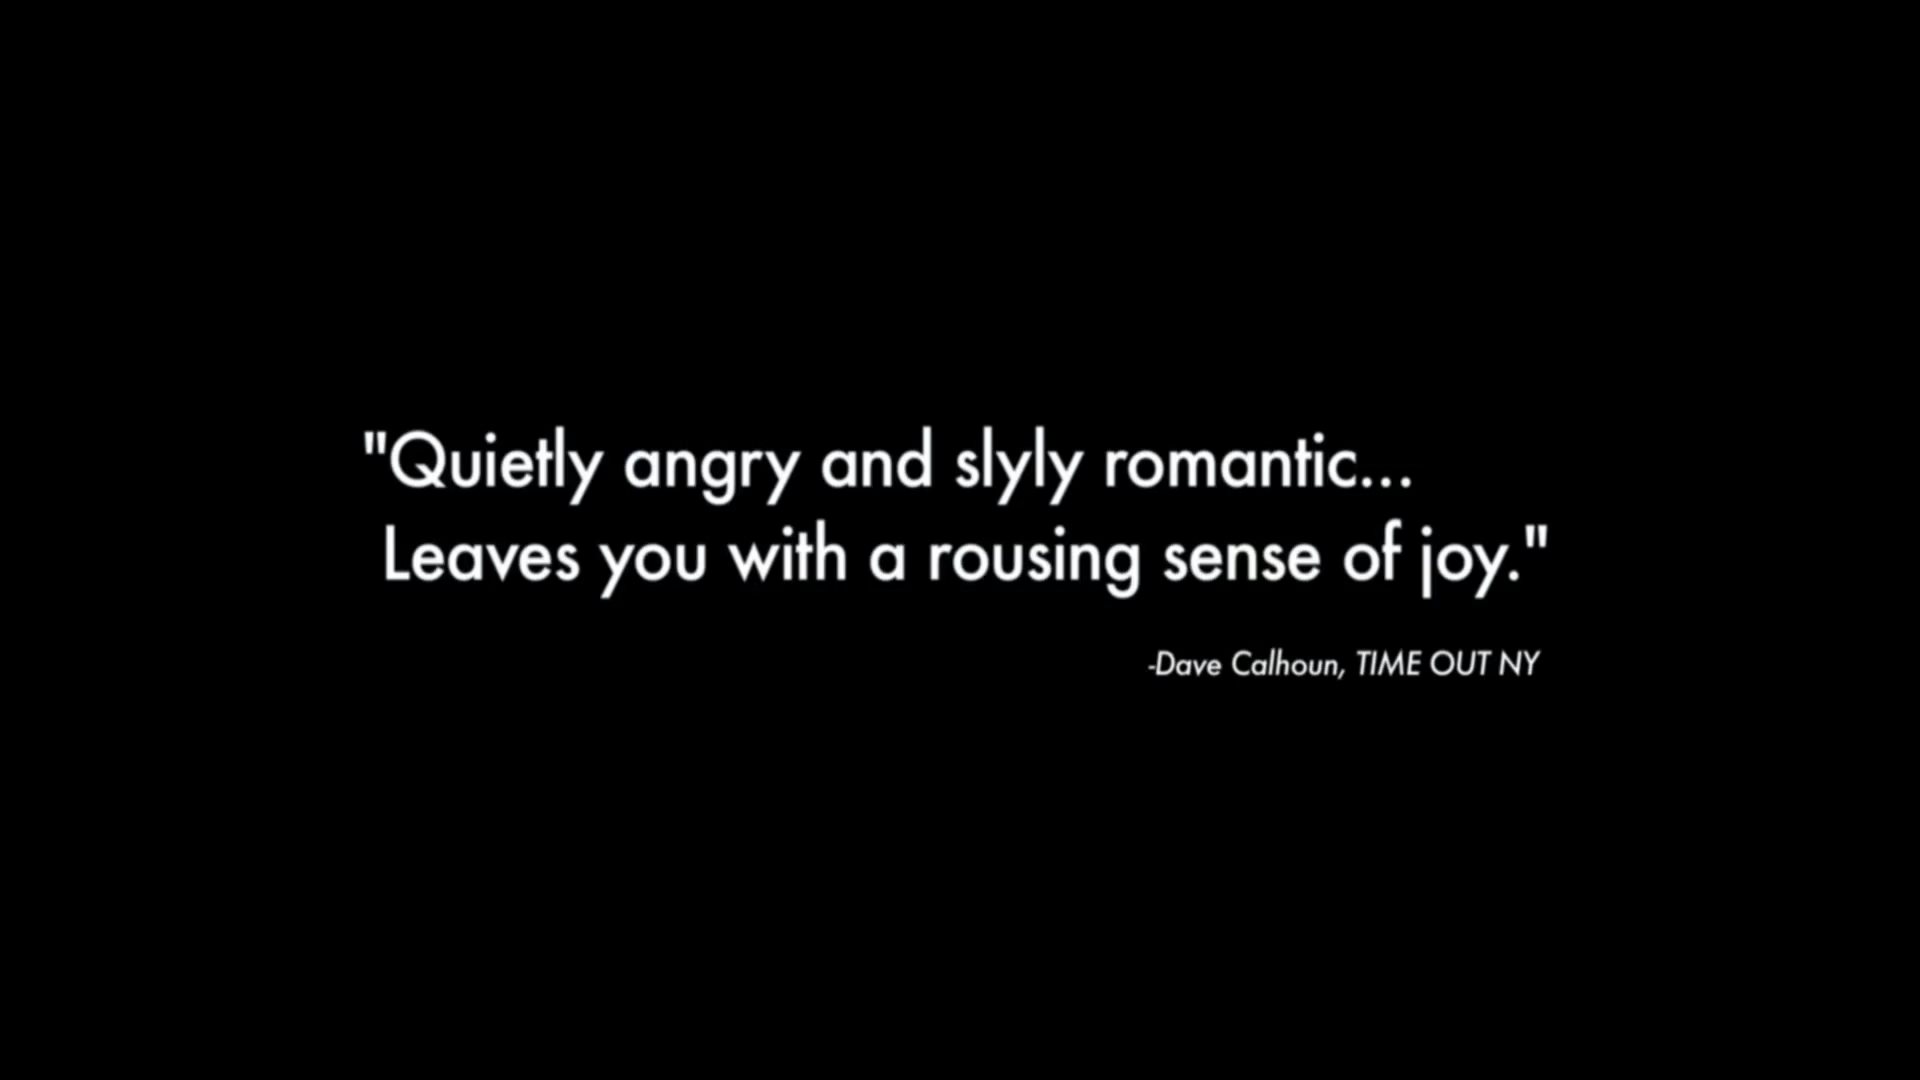 "Quietly angry and slyly romantic...
Leaves you with a rousing sense of joy."
-Dave Calhoun, TIME OUT NY